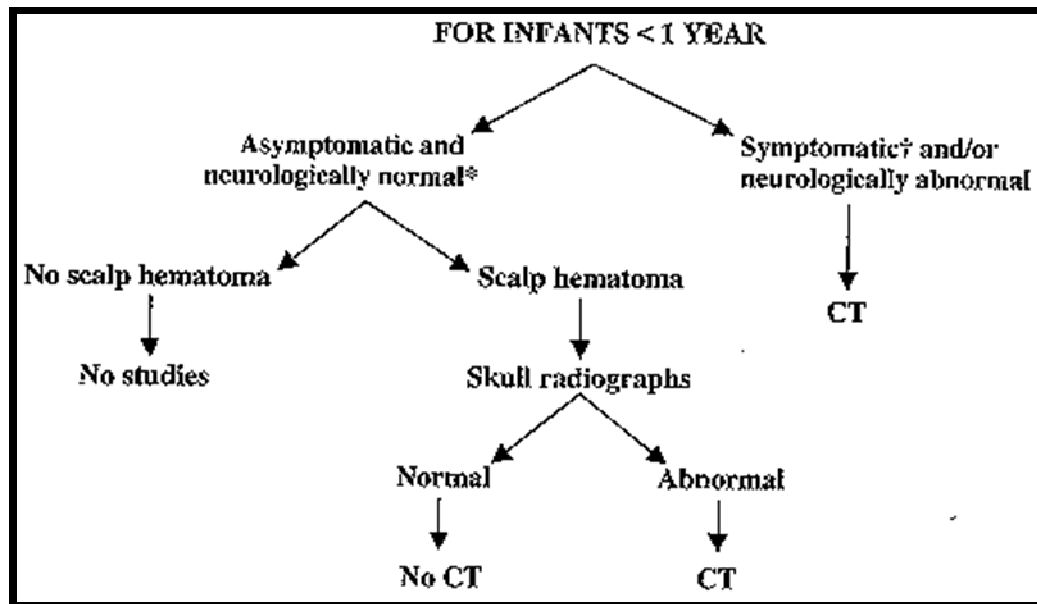 FOR INFANTS < 1 YEAR
Asymptomatic and
neurologically normal*
Symptomatic† and/or
neurologically abnormal
No scalp hematoma
Scalp hematoma
CT
No studies
Skull radiographs
Normal
Abnormal
No CT
CT